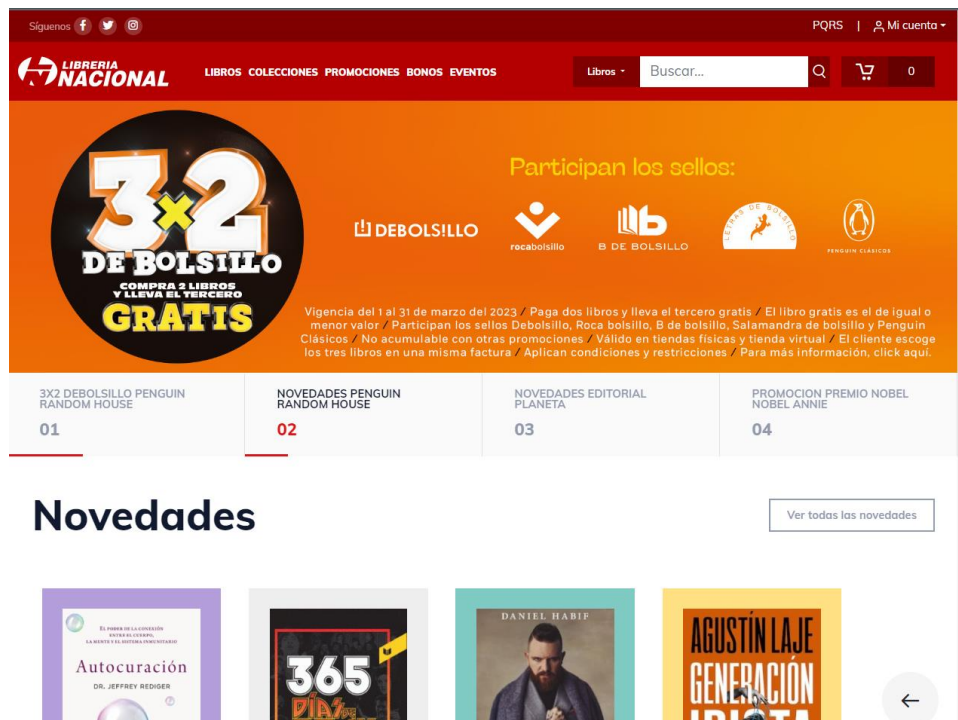 Síguenos
PQRS | Mi cuenta
LIBRERIA
NACIONAL
LIBROS COLECCIONES PROMOCIONES BONOS EVENTOS
Libros
Buscar...
0
3x2
DE BOLSILLO
COMPRA 2 LIBROS
Y LLEVA EL TERCERO
GRATIS
Participan los sellos:
DEBOLS!LLO
rocabolsillo
B DE BOLSILLO
LETRAS DE BOLSILLO
PENGUIN CLÁSICOS
Vigencia del 1 al 31 de marzo del 2023 / Paga dos libros y lleva el tercero gratis / El libro gratis es el de igual o
menor valor / Participan los sellos Debolsillo, Roca bolsillo, B de bolsillo, Salamandra de bolsillo y Penguin
Clásicos / No acumulable con otras promociones / Válido en tiendas físicas y tienda virtual / El cliente escoge
los tres libros en una misma factura / Aplican condiciones y restricciones / Para más información, click aquí.
3X2 DEBOLSILLO PENGUIN
RANDOM HOUSE
01
NOVEDADES PENGUIN
RANDOM HOUSE
02
NOVEDADES EDITORIAL
PLANETA
03
PROMOCION PREMIO NOBEL
NOBEL ANNIE
04
Novedades
Ver todas las novedades
EL PODER DE LA CONEXIÓN
ENTRE EL CUERPO,
LA MENTE Y EL SISTEMA INMUNITARIO
Autocuración
DR. JEFFREY REDIGER
365
DÍAS
DANIEL HABIF
AGUSTÍN LAJE
GENERACIÓN
IDIOTA